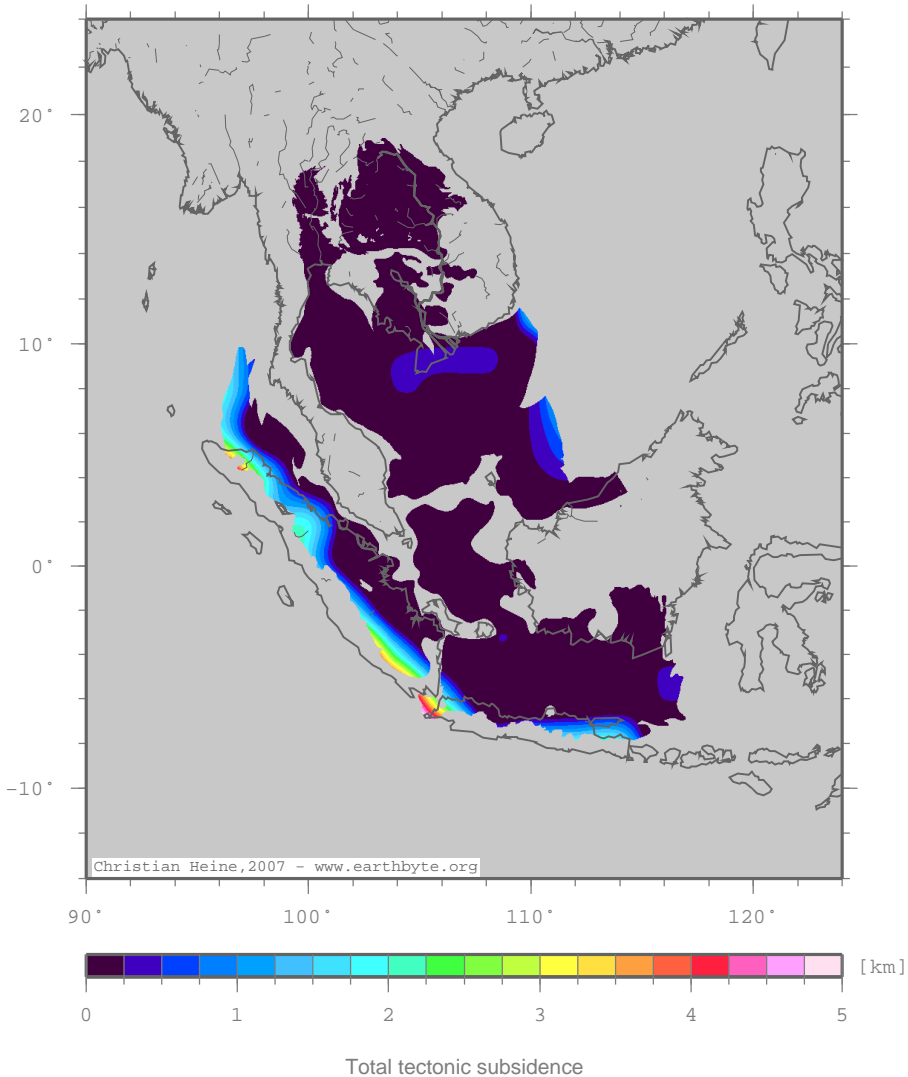 20°
10°
0°
−10°
Christian Heine,2007 − www.earthbyte.org
90° 100° 110° 120°
[km]
0 1 2 3 4 5
Total tectonic subsidence